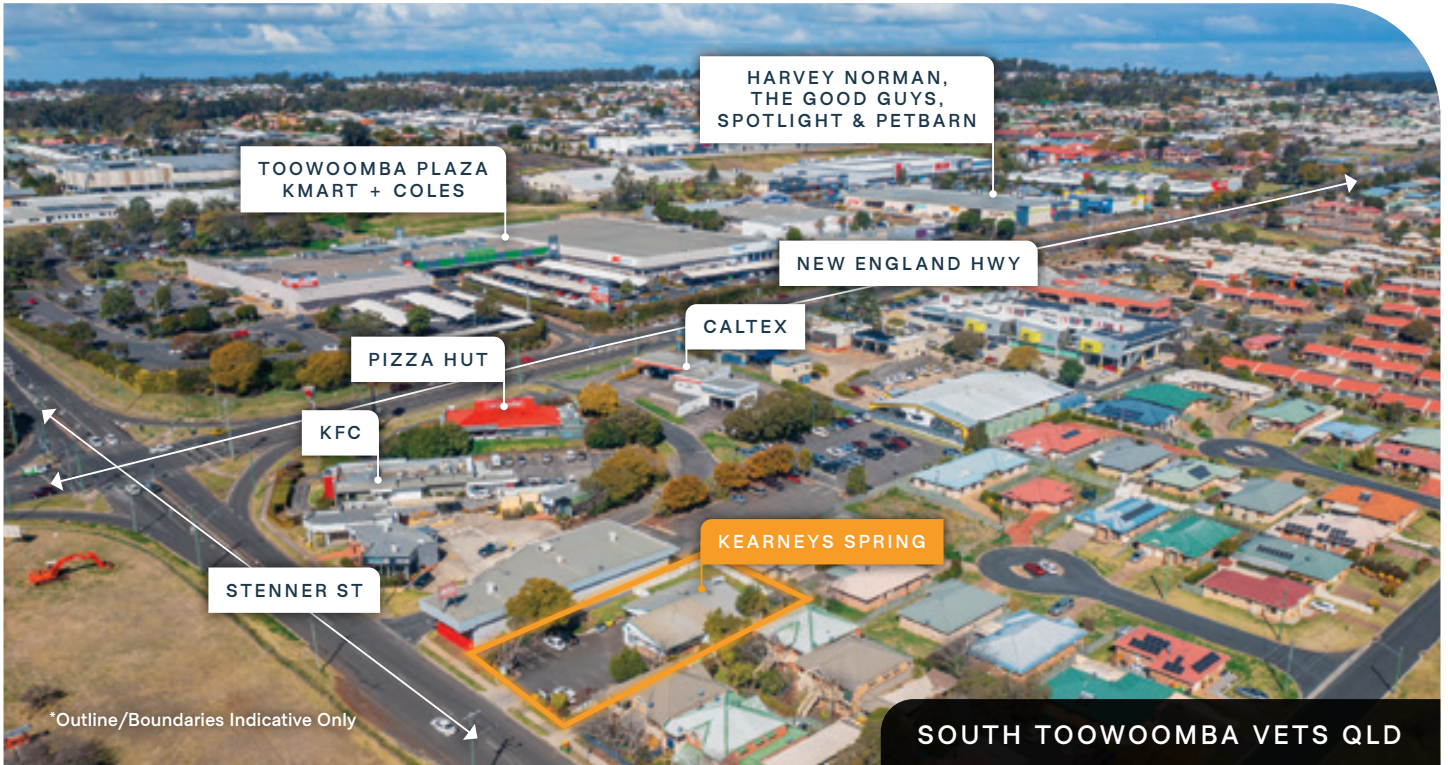 HARVEY NORMAN,
THE GOOD GUYS,
SPOTLIGHT & PETBARN
TOOWOOMBA PLAZA
KMART + COLES
NEW ENGLAND HWY
CALTEX
PIZZA HUT
KFC
KEARNEYS SPRING
STENNER ST
*Outline/Boundaries Indicative Only
SOUTH TOOWOOMBA VETS QLD